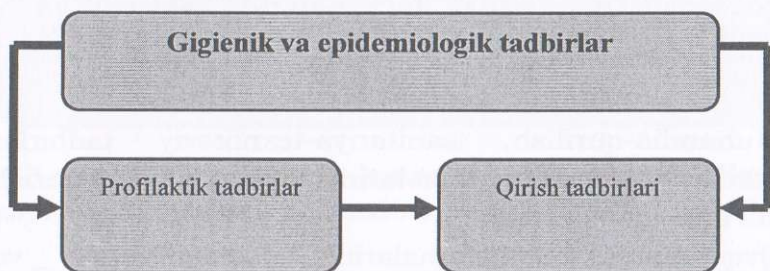 Gigienik va epidemiologik tadbirlar
Profilaktik tadbirlar
Qirish tadbirlari